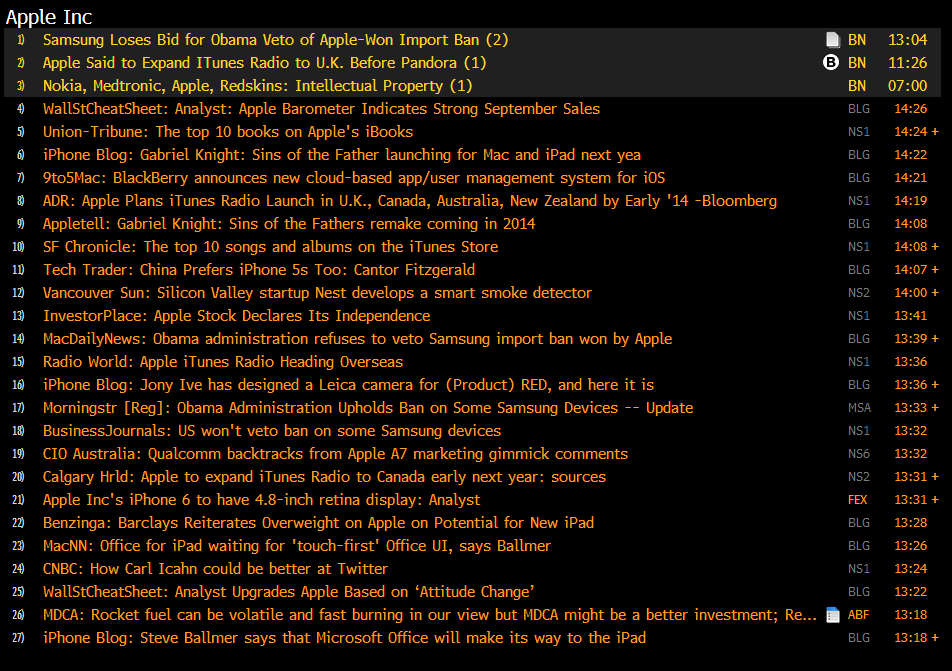 Apple Inc
1) Samsung Loses Bid for Obama Veto of Apple-Won Import Ban (2) BN 13:04
2) Apple Said to Expand ITunes Radio to U.K. Before Pandora (1) B BN 11:26
3) Nokia, Medtronic, Apple, Redskins: Intellectual Property (1) BN 07:00
4) WallStCheatSheet: Analyst: Apple Barometer Indicates Strong September Sales BLG 14:26
5) Union-Tribune: The top 10 books on Apple's iBooks NS1 14:24 +
6) iPhone Blog: Gabriel Knight: Sins of the Father launching for Mac and iPad next yea BLG 14:22
7) 9to5Mac: BlackBerry announces new cloud-based app/user management system for iOS BLG 14:21
8) ADR: Apple Plans iTunes Radio Launch in U.K., Canada, Australia, New Zealand by Early '14 -Bloomberg NS1 14:19
9) Appletell: Gabriel Knight: Sins of the Fathers remake coming in 2014 BLG 14:08
10) SF Chronicle: The top 10 songs and albums on the iTunes Store NS1 14:08 +
11) Tech Trader: China Prefers iPhone 5s Too: Cantor Fitzgerald BLG 14:07 +
12) Vancouver Sun: Silicon Valley startup Nest develops a smart smoke detector NS2 14:00 +
13) InvestorPlace: Apple Stock Declares Its Independence NS1 13:41
14) MacDailyNews: Obama administration refuses to veto Samsung import ban won by Apple BLG 13:39 +
15) Radio World: Apple iTunes Radio Heading Overseas NS1 13:36
16) iPhone Blog: Jony Ive has designed a Leica camera for (Product) RED, and here it is BLG 13:36 +
17) Morningstr [Reg]: Obama Administration Upholds Ban on Some Samsung Devices -- Update MSA 13:33 +
18) BusinessJournals: US won't veto ban on some Samsung devices NS1 13:32
19) CIO Australia: Qualcomm backtracks from Apple A7 marketing gimmick comments NS6 13:32
20) Calgary Hrld: Apple to expand iTunes Radio to Canada early next year: sources NS2 13:31 +
21) Apple Inc's iPhone 6 to have 4.8-inch retina display: Analyst FEX 13:31 +
22) Benzinga: Barclays Reiterates Overweight on Apple on Potential for New iPad BLG 13:28
23) MacNN: Office for iPad waiting for 'touch-first' Office UI, says Ballmer BLG 13:26
24) CNBC: How Carl Icahn could be better at Twitter NS1 13:24
25) WallStCheatSheet: Analyst Upgrades Apple Based on ‘Attitude Change’ BLG 13:22
26) MDCA: Rocket fuel can be volatile and fast burning in our view but MDCA might be a better investment; Re... ABF 13:18
27) iPhone Blog: Steve Ballmer says that Microsoft Office will make its way to the iPad BLG 13:18 +